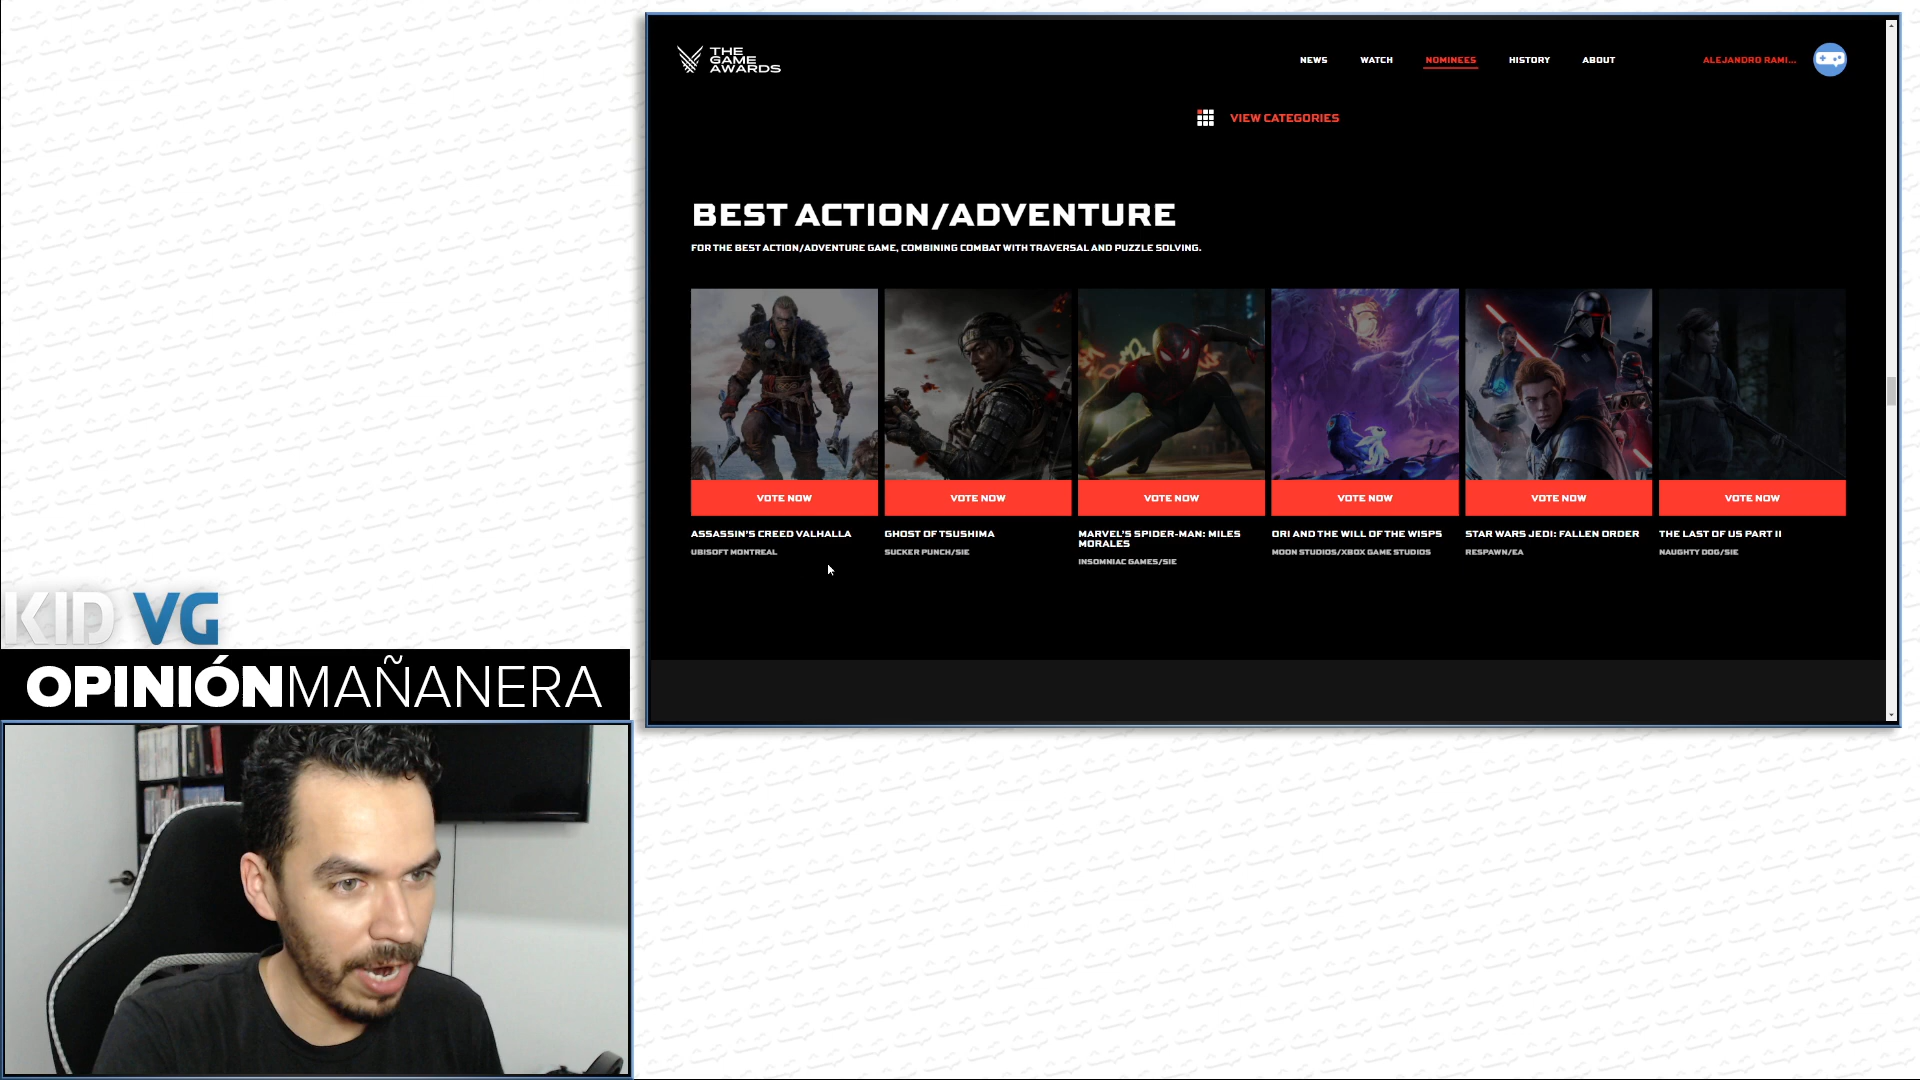 THE
GAME
AWARDS
NEWS
WATCH
NOMINEES
HISTORY
ABOUT
ALEJANDRO RAMI...
VIEW CATEGORIES
BEST ACTION/ADVENTURE
FOR THE BEST ACTION/ADVENTURE GAME, COMBINING COMBAT WITH TRAVERSAL AND PUZZLE SOLVING.
VOTE NOW
VOTE NOW
VOTE NOW
VOTE NOW
VOTE NOW
VOTE NOW
ASSASSIN'S CREED VALHALLA
UBISOFT MONTREAL
GHOST OF TSUSHIMA
SUCKER PUNCH/SIE
MARVEL'S SPIDER-MAN: MILES
MORALES
INSOMNIAC GAMES/SIE
ORI AND THE WILL OF THE WISPS
MOON STUDIOS/XBOX GAME STUDIOS
STAR WARS JEDI: FALLEN ORDER
RESPAWN/EA
THE LAST OF US PART II
NAUGHTY DOG/SIE
KID VG
OPINIÓNMAÑANERA